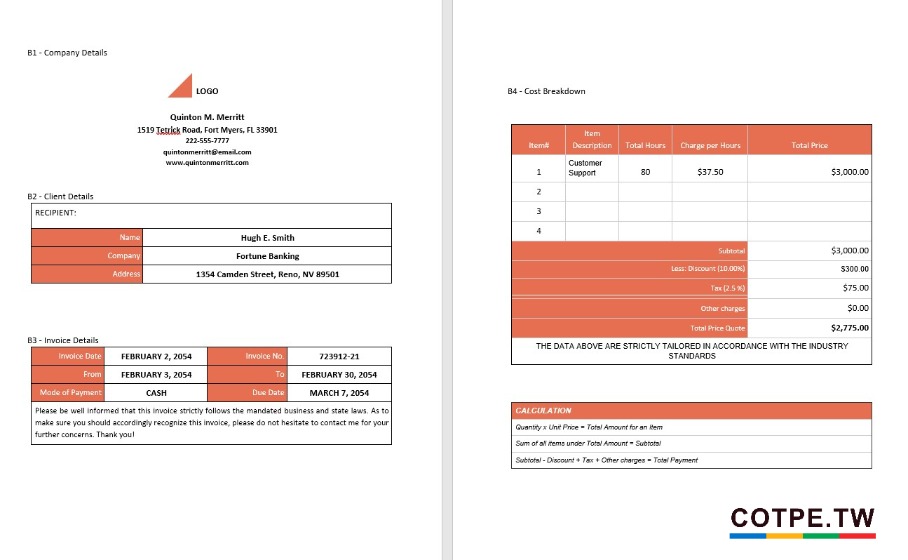 B1 - Company Details
LOGO
Quinton M. Merritt
1519 Tetrick Road, Fort Myers, FL 33901
222-555-7777
quintonmerritt@email.com
www.quintonmerritt.com
B2 - Client Details
RECIPIENT:
Name Hugh E. Smith
Company Fortune Banking
Address 1354 Camden Street, Reno, NV 89501
B3 - Invoice Details
Invoice Date FEBRUARY 2, 2054 Invoice No. 723912-21
From FEBRUARY 3, 2054 To FEBRUARY 30, 2054
Mode of Payment CASH Due Date MARCH 7, 2054
Please be well informed that this invoice strictly follows the mandated business and state laws. As to
make sure you should accordingly recognize this invoice, please do not hesitate to contact me for your
further concerns. Thank you!
B4 - Cost Breakdown
Item# Item Description Total Hours Charge per Hours Total Price
1 Customer Support 80 $37.50 $3,000.00
2
3
4
Subtotal $3,000.00
Less: Discount (10.00%) $300.00
Tax (2.5 %) $75.00
Other charges $0.00
Total Price Quote $2,775.00
THE DATA ABOVE ARE STRICTLY TAILORED IN ACCORDANCE WITH THE INDUSTRY
STANDARDS
CALCULATION
Quantity x Unit Price = Total Amount for an Item
Sum of all items under Total Amount = Subtotal
Subtotal - Discount + Tax + Other charges = Total Payment
COTPE.TW